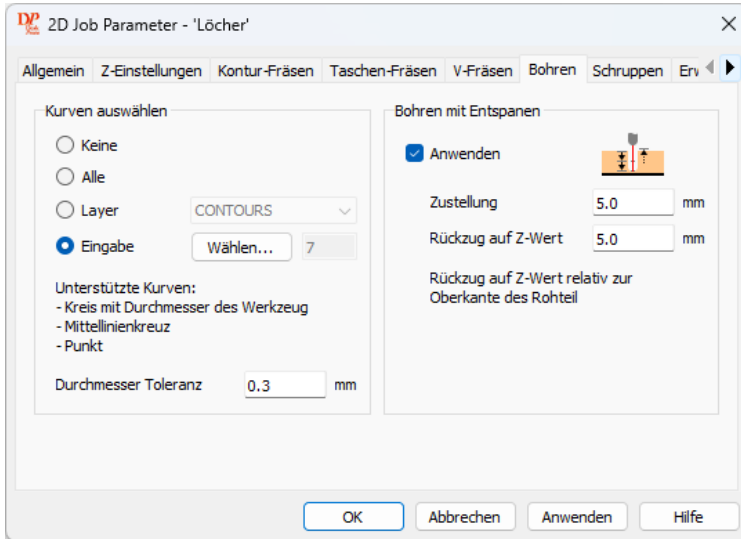 DP 2D Job Parameter - 'Löcher'
Allgemein Z-Einstellungen Kontur-Fräsen Taschen-Fräsen V-Fräsen Bohren Schruppen Erv
Kurven auswählen
Keine
Alle
Layer CONTOURS
Eingabe Wählen... 7
Unterstützte Kurven:
- Kreis mit Durchmesser des Werkzeug
- Mittellinienkreuz
- Punkt
Durchmesser Toleranz 0.3 mm
Bohren mit Entspanen
Anwenden
Zustellung 5.0 mm
Rückzug auf Z-Wert 5.0 mm
Rückzug auf Z-Wert relativ zur
Oberkante des Rohteil
OK Abbrechen Anwenden Hilfe